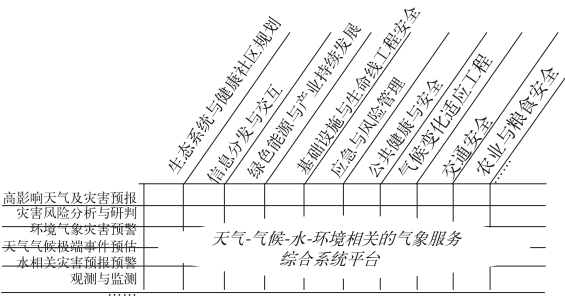 生态系统与健康社区规划
信息分发与交互
绿色能源与产业持续发展
基础设施与生命线工程安全
应急与风险管理
公共健康与安全
气候变化适应工程
交通安全
农业与粮食安全
……
高影响天气及灾害预报
灾害风险分析与研判
环境气象灾害预警
天气气候极端事件预估
水相关灾害预报预警
观测与监测
……
天气-气候-水-环境相关的气象服务
综合系统平台